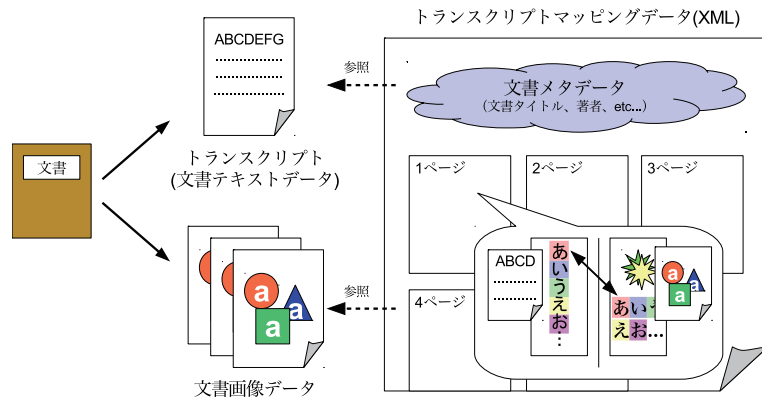 トランスクリプトマッピングデータ(XML)
ABCDEFG
参照
文書メタデータ
(文書タイトル、著者、etc...)
文書
トランスクリプト
(文書テキストデータ)
1ページ
2ページ
3ページ
ABCD
あいうえお…
あいう
えお...
4ページ
a
a
a
参照
a
a
a
文書画像データ